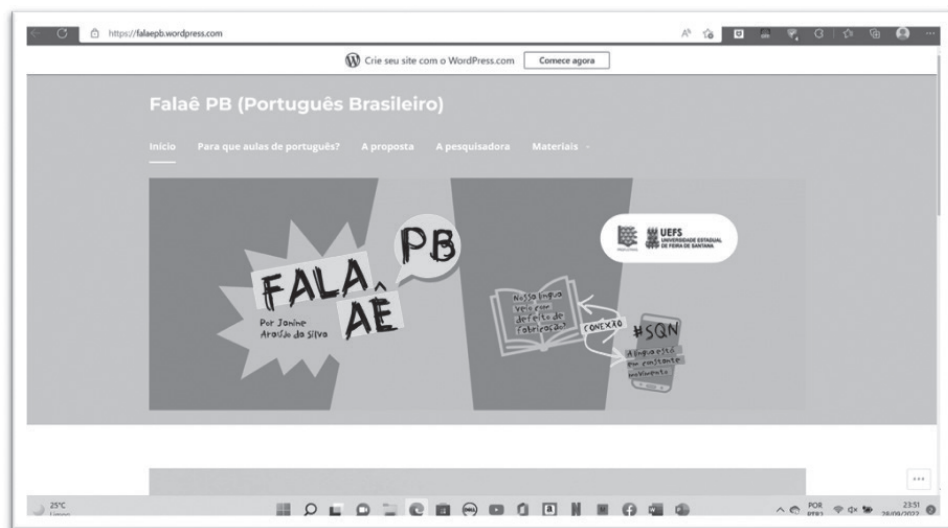 https://falaepb.wordpress.com
Crie seu site com o WordPress.com
Comece agora
Falaê PB (Português Brasileiro)
Início Para que aulas de português? A proposta A pesquisadora Materiais
FALA
AÊ
PB
Por Janine
Araújo da Silva
Nossa língua
veio com
defeito de
fabricação?
CONEXÃO
#SQN
A língua está
em constante
movimento
UEFS
UNIVERSIDADE ESTADUAL
DE FEIRA DE SANTANA
25°C
POR
23:51
28/09/2022